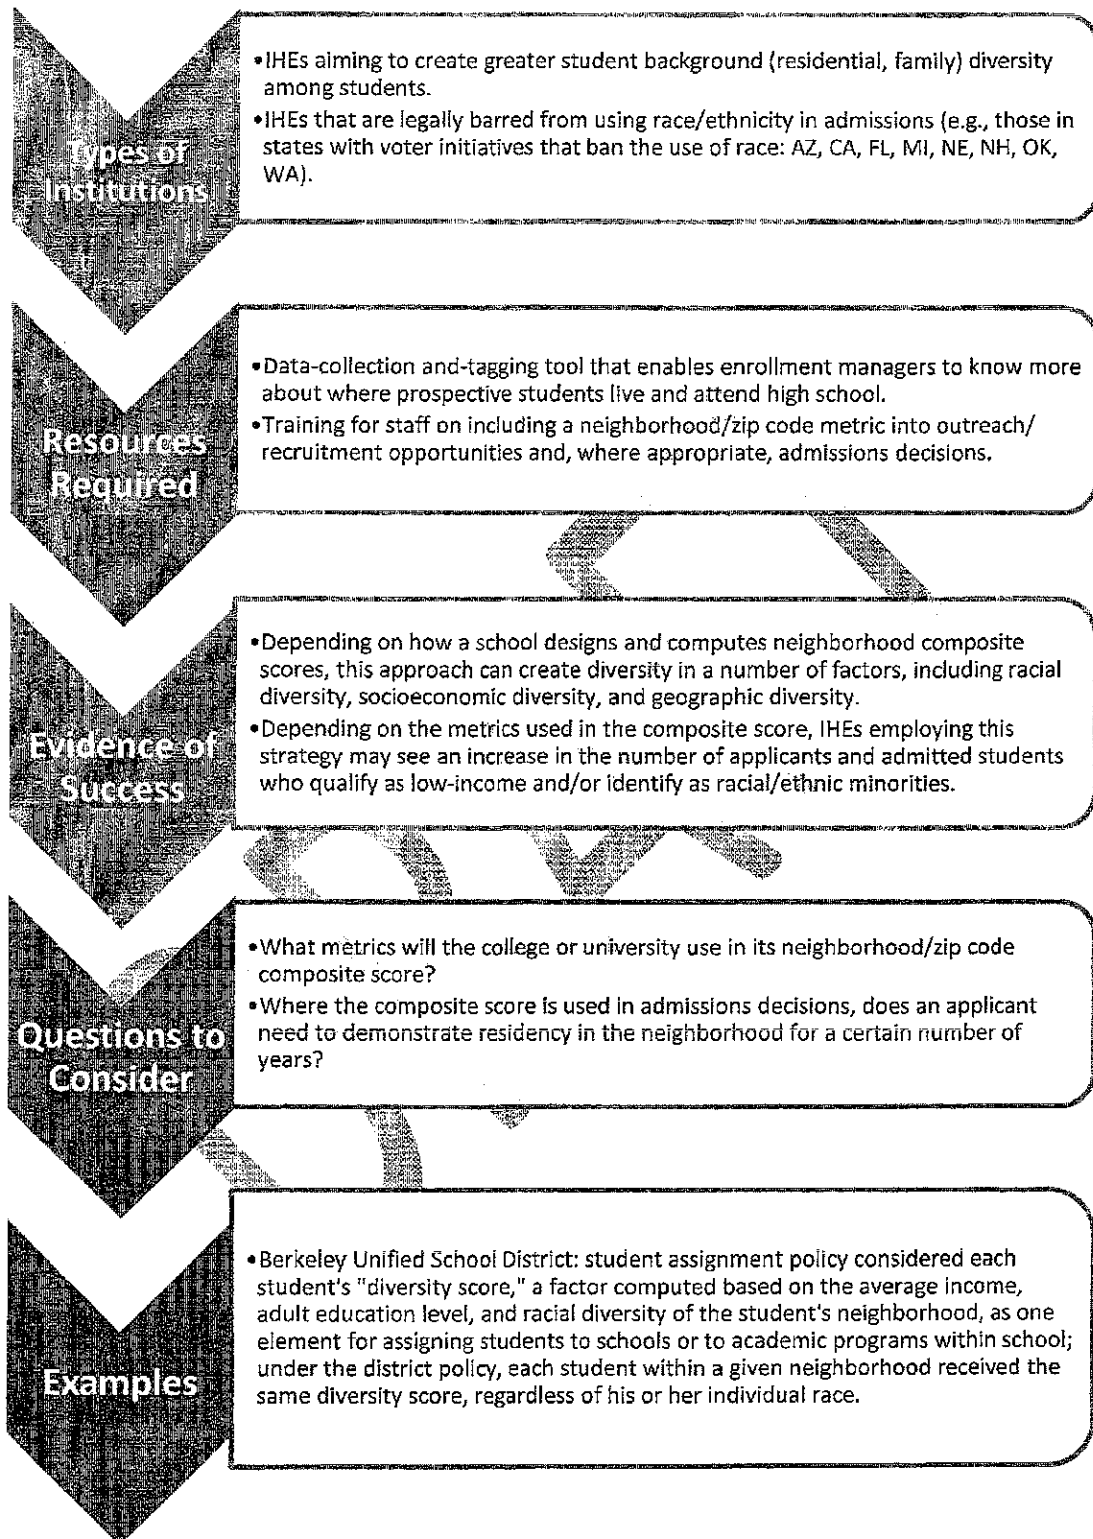 Types of
Institutions
•IHEs aiming to create greater student background (residential, family) diversity
among students.
•IHEs that are legally barred from using race/ethnicity in admissions (e.g., those in
states with voter initiatives that ban the use of race: AZ, CA, FL, MI, NE, NH, OK,
WA).
Resources
Required
•Data-collection and-tagging tool that enables enrollment managers to know more
about where prospective students live and attend high school.
•Training for staff on including a neighborhood/zip code metric into outreach/
recruitment opportunities and, where appropriate, admissions decisions.
Evidence of
Success
•Depending on how a school designs and computes neighborhood composite
scores, this approach can create diversity in a number of factors, including racial
diversity, socioeconomic diversity, and geographic diversity.
•Depending on the metrics used in the composite score, IHEs employing this
strategy may see an increase in the number of applicants and admitted students
who qualify as low-income and/or identify as racial/ethnic minorities.
Questions to
Consider
•What metrics will the college or university use in its neighborhood/zip code
composite score?
•Where the composite score is used in admissions decisions, does an applicant
need to demonstrate residency in the neighborhood for a certain number of
years?
Examples
•Berkeley Unified School District: student assignment policy considered each
student's "diversity score," a factor computed based on the average income,
adult education level, and racial diversity of the student's neighborhood, as one
element for assigning students to schools or to academic programs within school;
under the district policy, each student within a given neighborhood received the
same diversity score, regardless of his or her individual race.